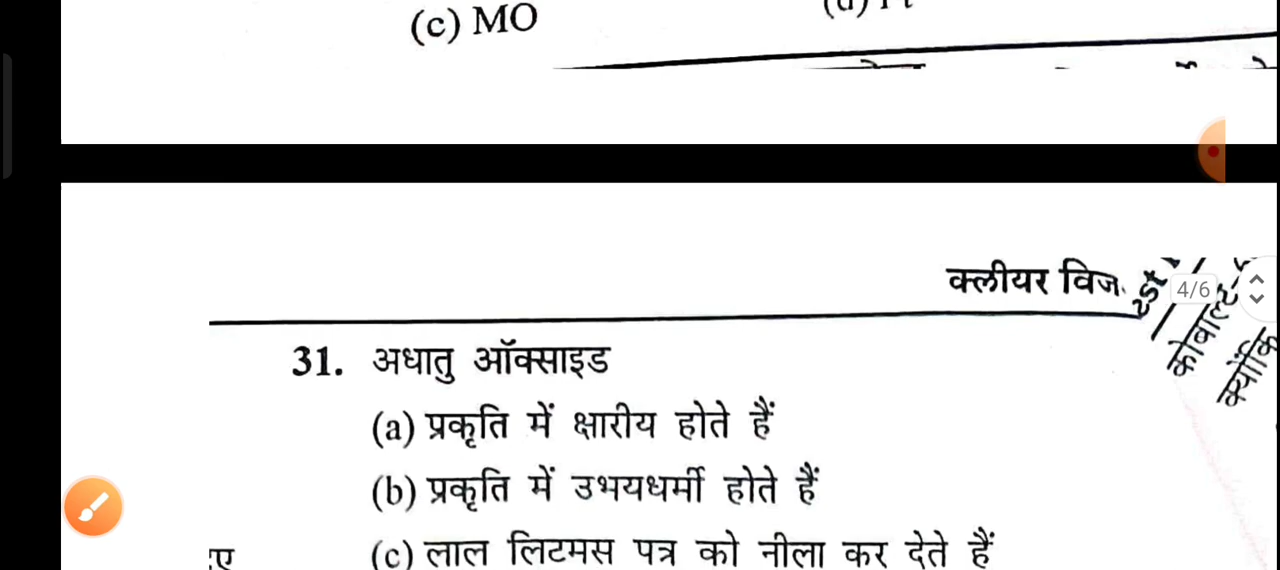 (c) MO
क्लीयर विज.
4/6
कोबाल्ट
क्योंकि
31. अधातु ऑक्साइड
(a) प्रकृति में क्षारीय होते हैं
(b) प्रकृति में उभयधर्मी होते हैं
(c) लाल लिटमस पत्र को नीला कर देते हैं